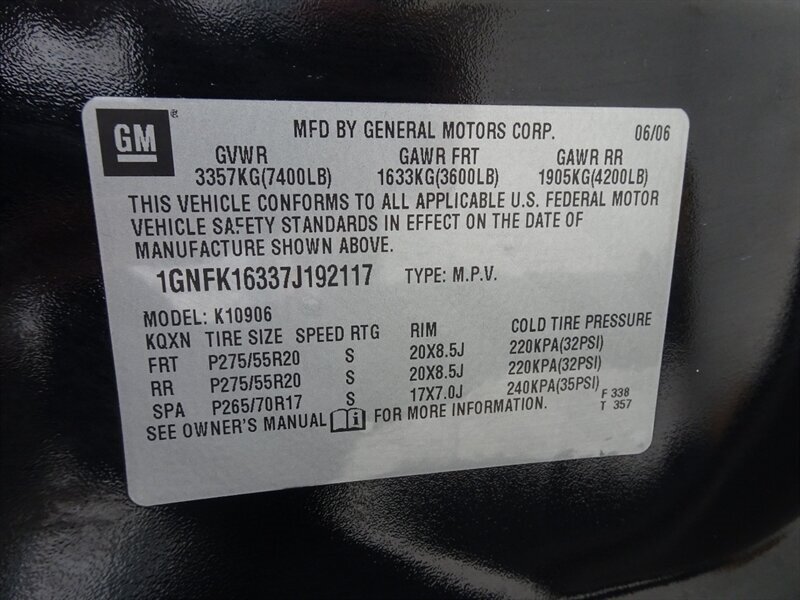 GM ®
MFD BY GENERAL MOTORS CORP. 06/06
GVWR GAWR FRT GAWR RR
3357KG(7400LB) 1633KG(3600LB) 1905KG(4200LB)
THIS VEHICLE CONFORMS TO ALL APPLICABLE U.S. FEDERAL MOTOR
VEHICLE SAFETY STANDARDS IN EFFECT ON THE DATE OF
MANUFACTURE SHOWN ABOVE.
1GNFK16337J192117 TYPE: M.P.V.
MODEL: K10906
KQXN TIRE SIZE SPEED RTG RIM COLD TIRE PRESSURE
FRT P275/55R20 S 20X8.5J 220KPA(32PSI)
RR P275/55R20 S 20X8.5J 220KPA(32PSI)
SPA P265/70R17 S 17X7.0J 240KPA(35PSI) F 338
SEE OWNER'S MANUAL i FOR MORE INFORMATION. T 357